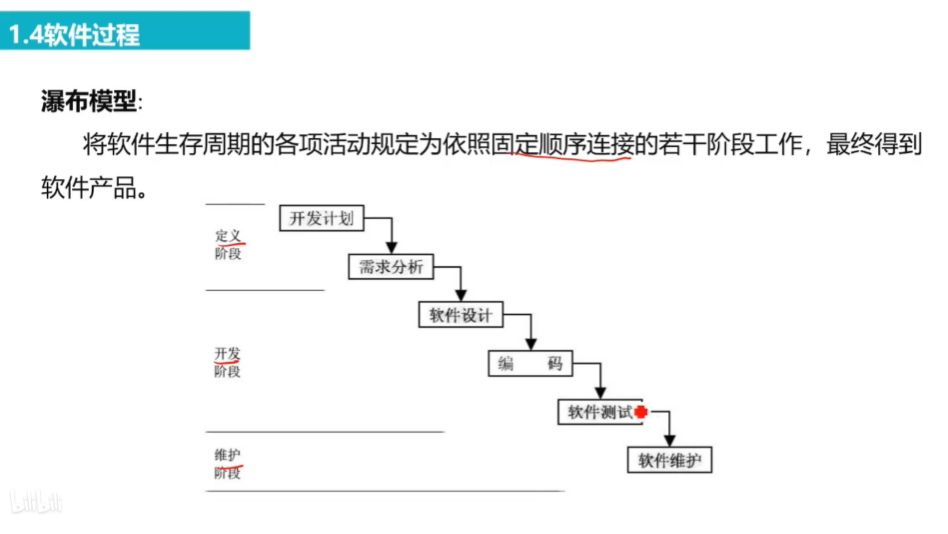 1.4软件过程
瀑布模型:
将软件生存周期的各项活动规定为依照固定顺序连接的若干阶段工作，最终得到
软件产品。
开发计划
定义
阶段
需求分析
软件设计
开发
阶段
编 码
软件测试
维护
阶段
软件维护
bilibili